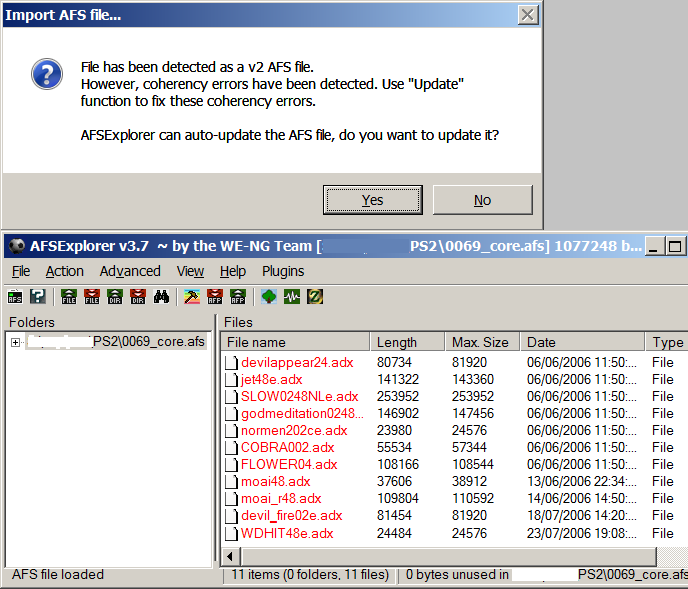 Import AFS file...
File has been detected as a v2 AFS file.
However, coherency errors have been detected. Use "Update"
function to fix these coherency errors.
AFSExplorer can auto-update the AFS file, do you want to update it?
Yes No
AFSExplorer v3.7 ~ by the WE-NG Team [ PS2\0069_core.afs] 1077248 b...
File Action Advanced View Help Plugins
AFS FILE FILE DIR DIR AFP AFP
Folders Files
PS2\0069_core.afs
File name Length Max. Size Date Type
devilappear24.adx 80734 81920 06/06/2006 11:50:... File
jet48e.adx 141322 143360 06/06/2006 11:50:... File
SLOW0248NLe.adx 253952 253952 06/06/2006 11:50:... File
godmeditation0248... 146902 147456 06/06/2006 11:50:... File
normen202ce.adx 23980 24576 06/06/2006 11:50:... File
COBRA002.adx 55534 57344 06/06/2006 11:50:... File
FLOWER04.adx 108166 108544 06/06/2006 11:50:... File
moai48.adx 37606 38912 13/06/2006 22:34:... File
moai_r48.adx 109804 110592 14/06/2006 14:50:... File
devil_fire02e.adx 81454 81920 18/07/2006 14:20:... File
WDHIT48e.adx 24484 24576 23/07/2006 19:08:... File
AFS file loaded 11 items (0 folders, 11 files) 0 bytes unused in PS2\0069_core.afs